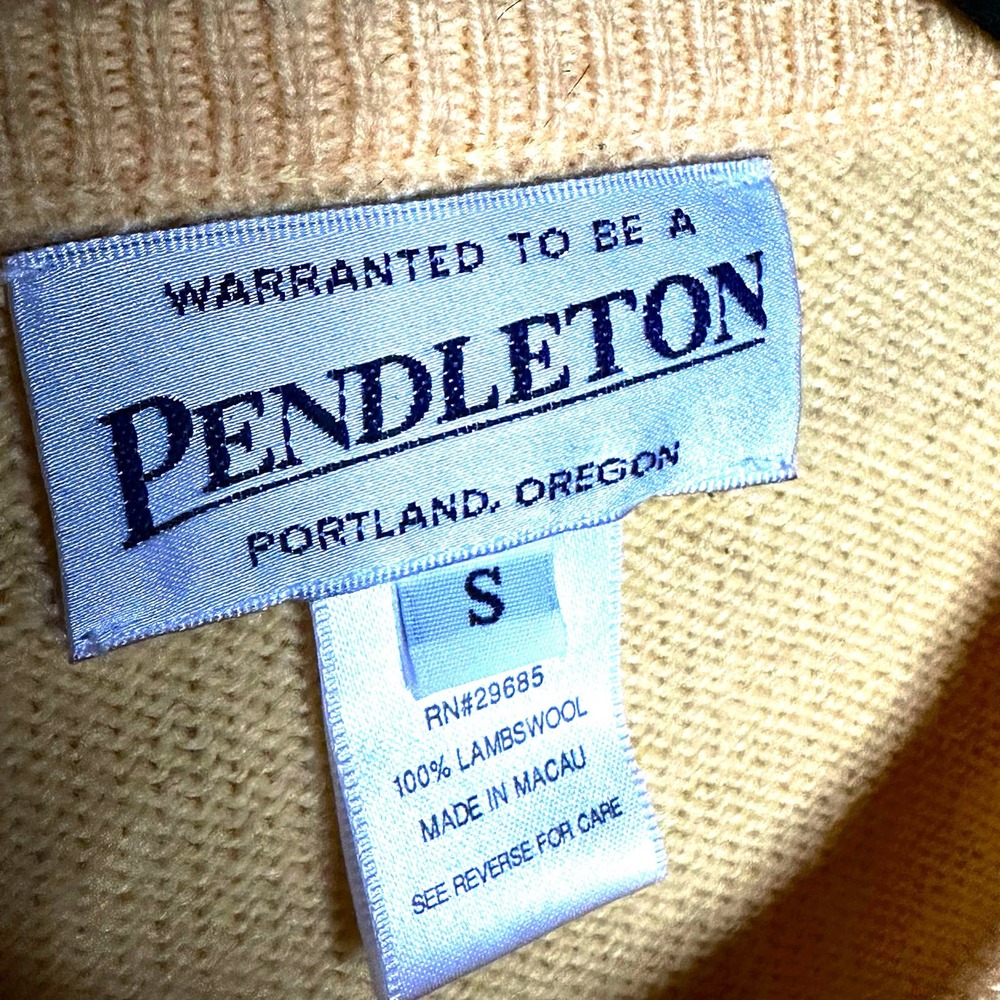 WARRANTED TO BE A
PENDLETON
PORTLAND, OREGON
S
RN#29685
100% LAMBSWOOL
MADE IN MACAU
SEE REVERSE FOR CARE